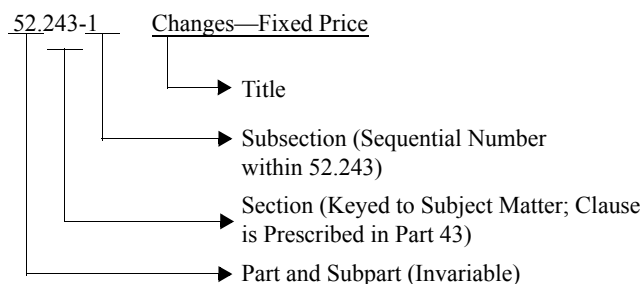 52.243-1 Changes—Fixed Price
Title
Subsection (Sequential Number
within 52.243)
Section (Keyed to Subject Matter; Clause
is Prescribed in Part 43)
Part and Subpart (Invariable)